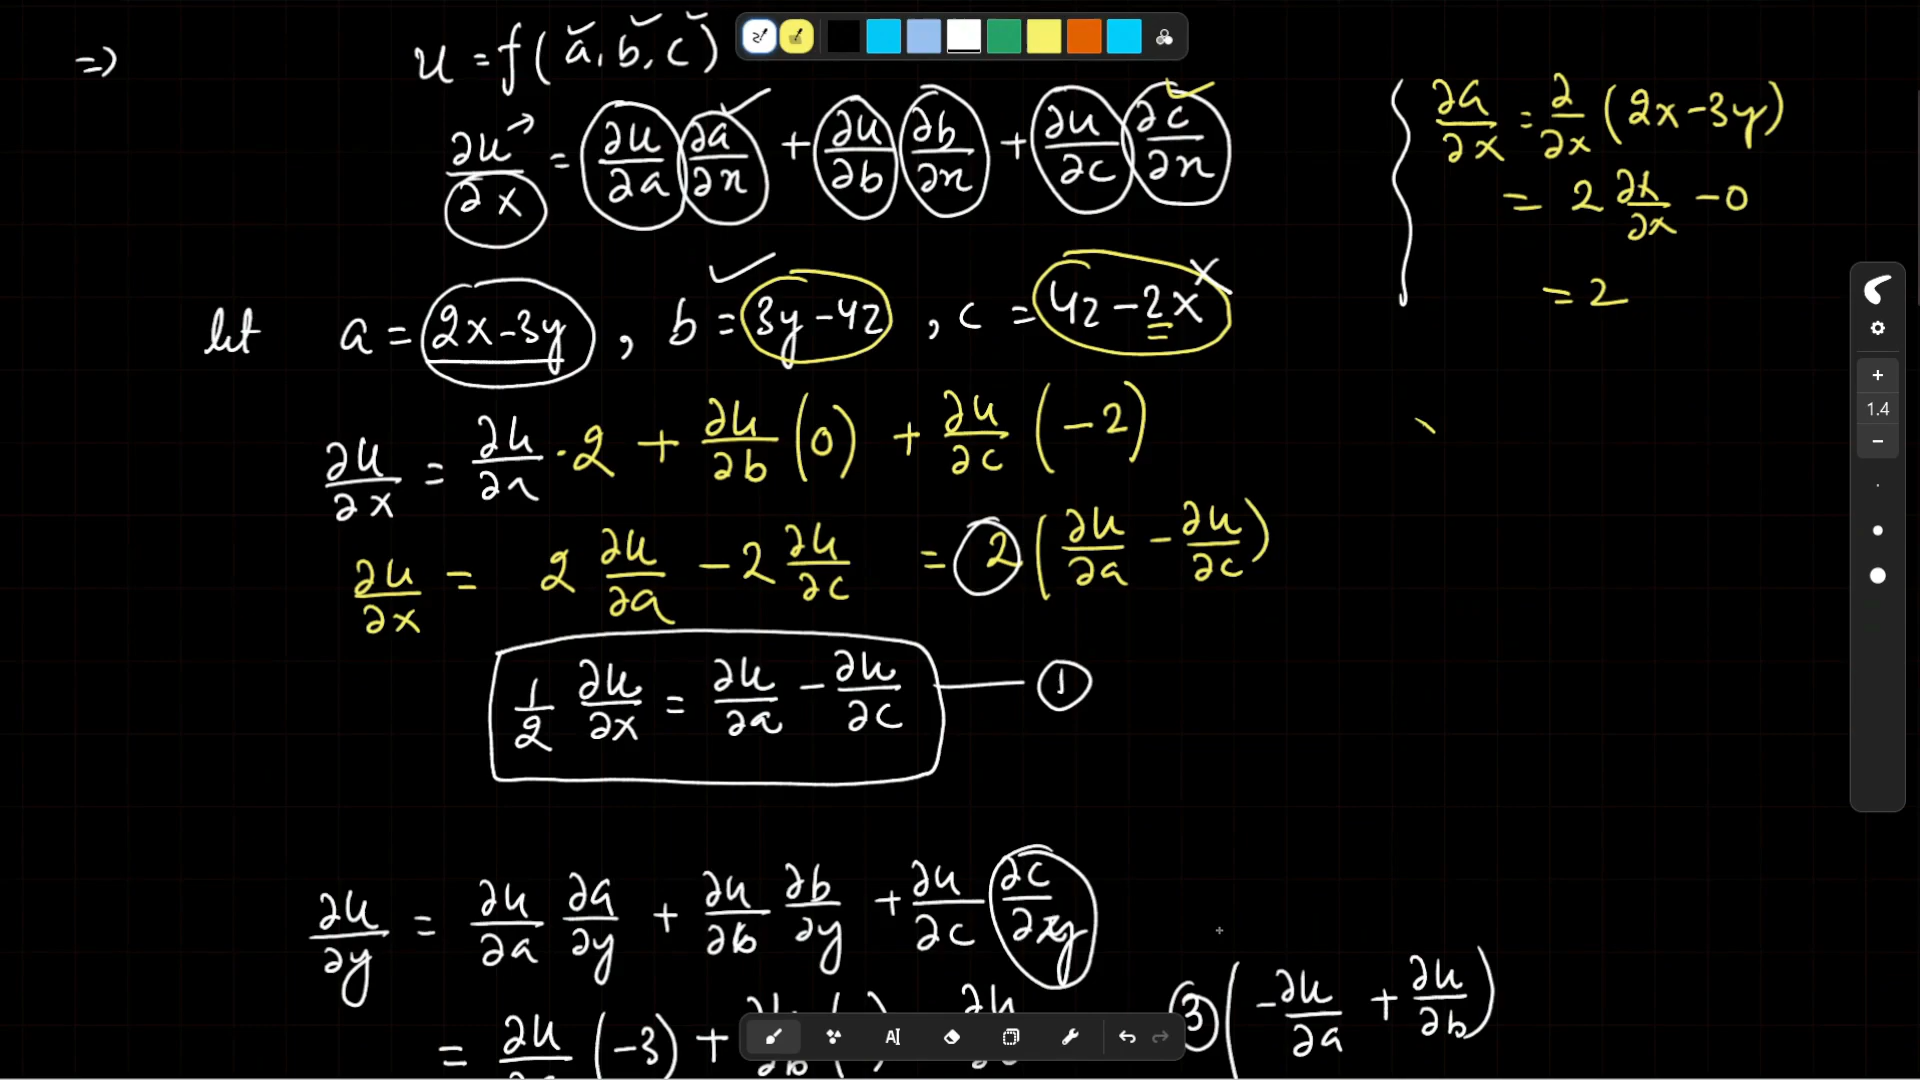 => u = f(a, b, c)
∂u/∂x = ∂u/∂a ∂a/∂x + ∂u/∂b ∂b/∂x + ∂u/∂c ∂c/∂x
let a = 2x-3y , b = 3y-4z , c = 4z-2x
∂u/∂x = ∂u/∂a · 2 + ∂u/∂b (0) + ∂u/∂c (-2)
∂u/∂x = 2 ∂u/∂a - 2 ∂u/∂c = 2 (∂u/∂a - ∂u/∂c)
1/2 ∂u/∂x = ∂u/∂a - ∂u/∂c — ①
∂u/∂y = ∂u/∂a ∂a/∂y + ∂u/∂b ∂b/∂y + ∂u/∂c ∂c/∂y
= ∂u (-3) +
3 (-∂u/∂a + ∂u/∂b)
∂a/∂x = ∂/∂x (2x-3y)
= 2 ∂x/∂x - 0
= 2
+
1.4
−
AI